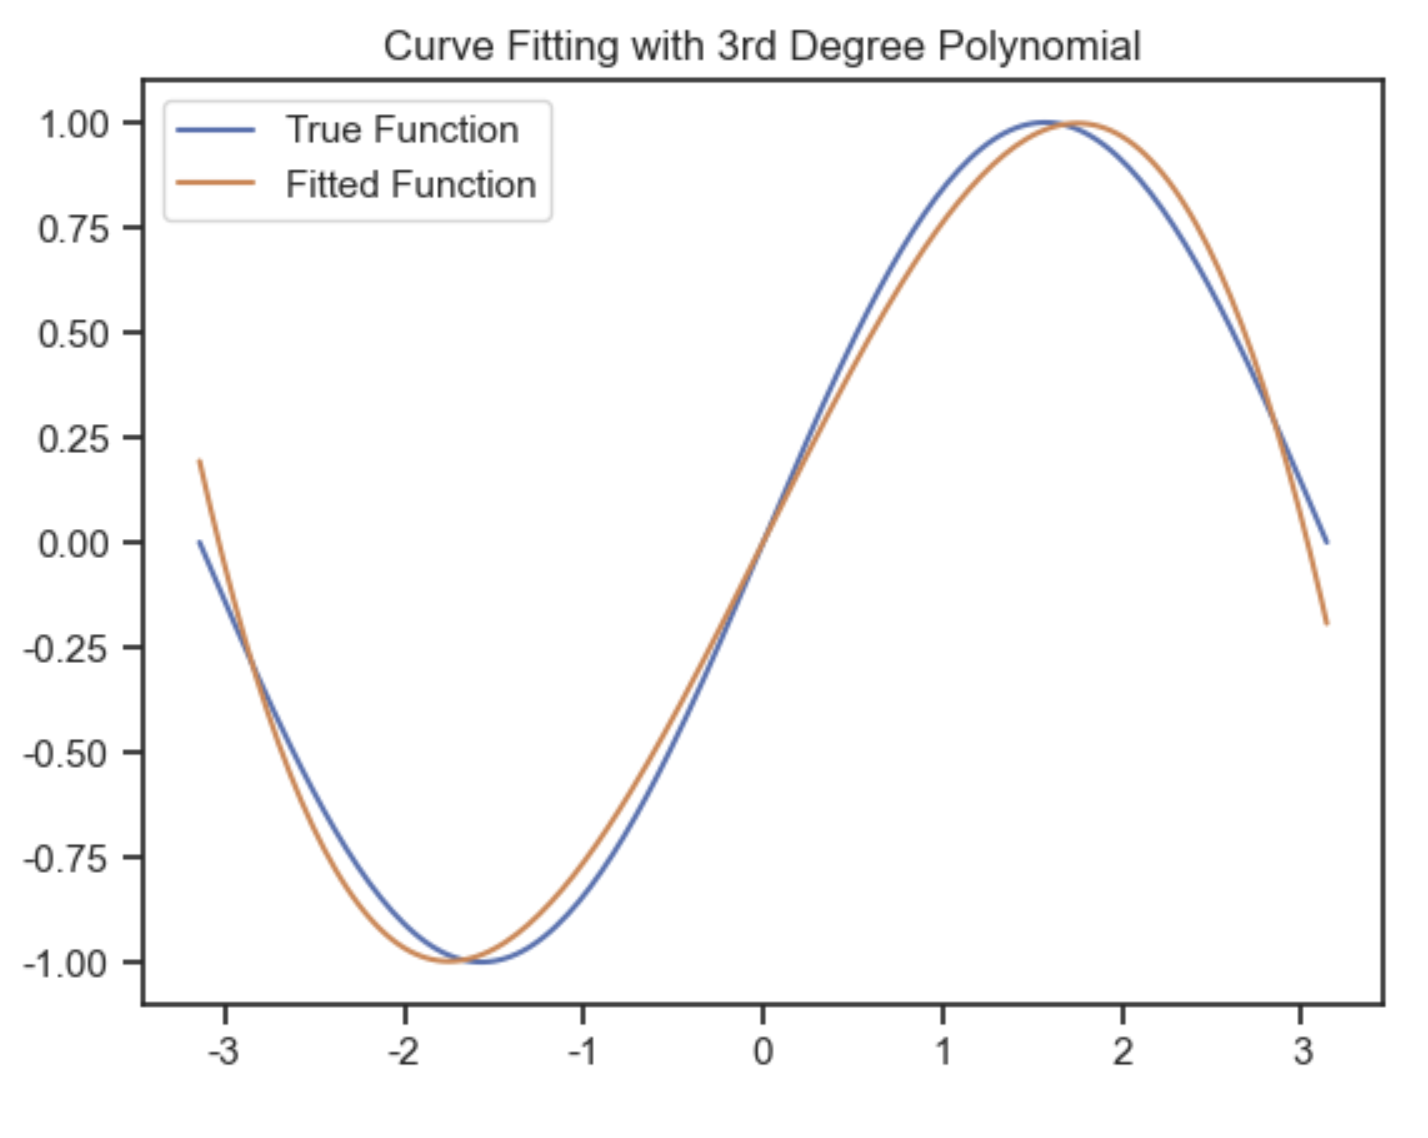 Curve Fitting with 3rd Degree Polynomial
True Function
Fitted Function
1.00
0.75
0.50
0.25
0.00
-0.25
-0.50
-0.75
-1.00
-3 -2 -1 0 1 2 3